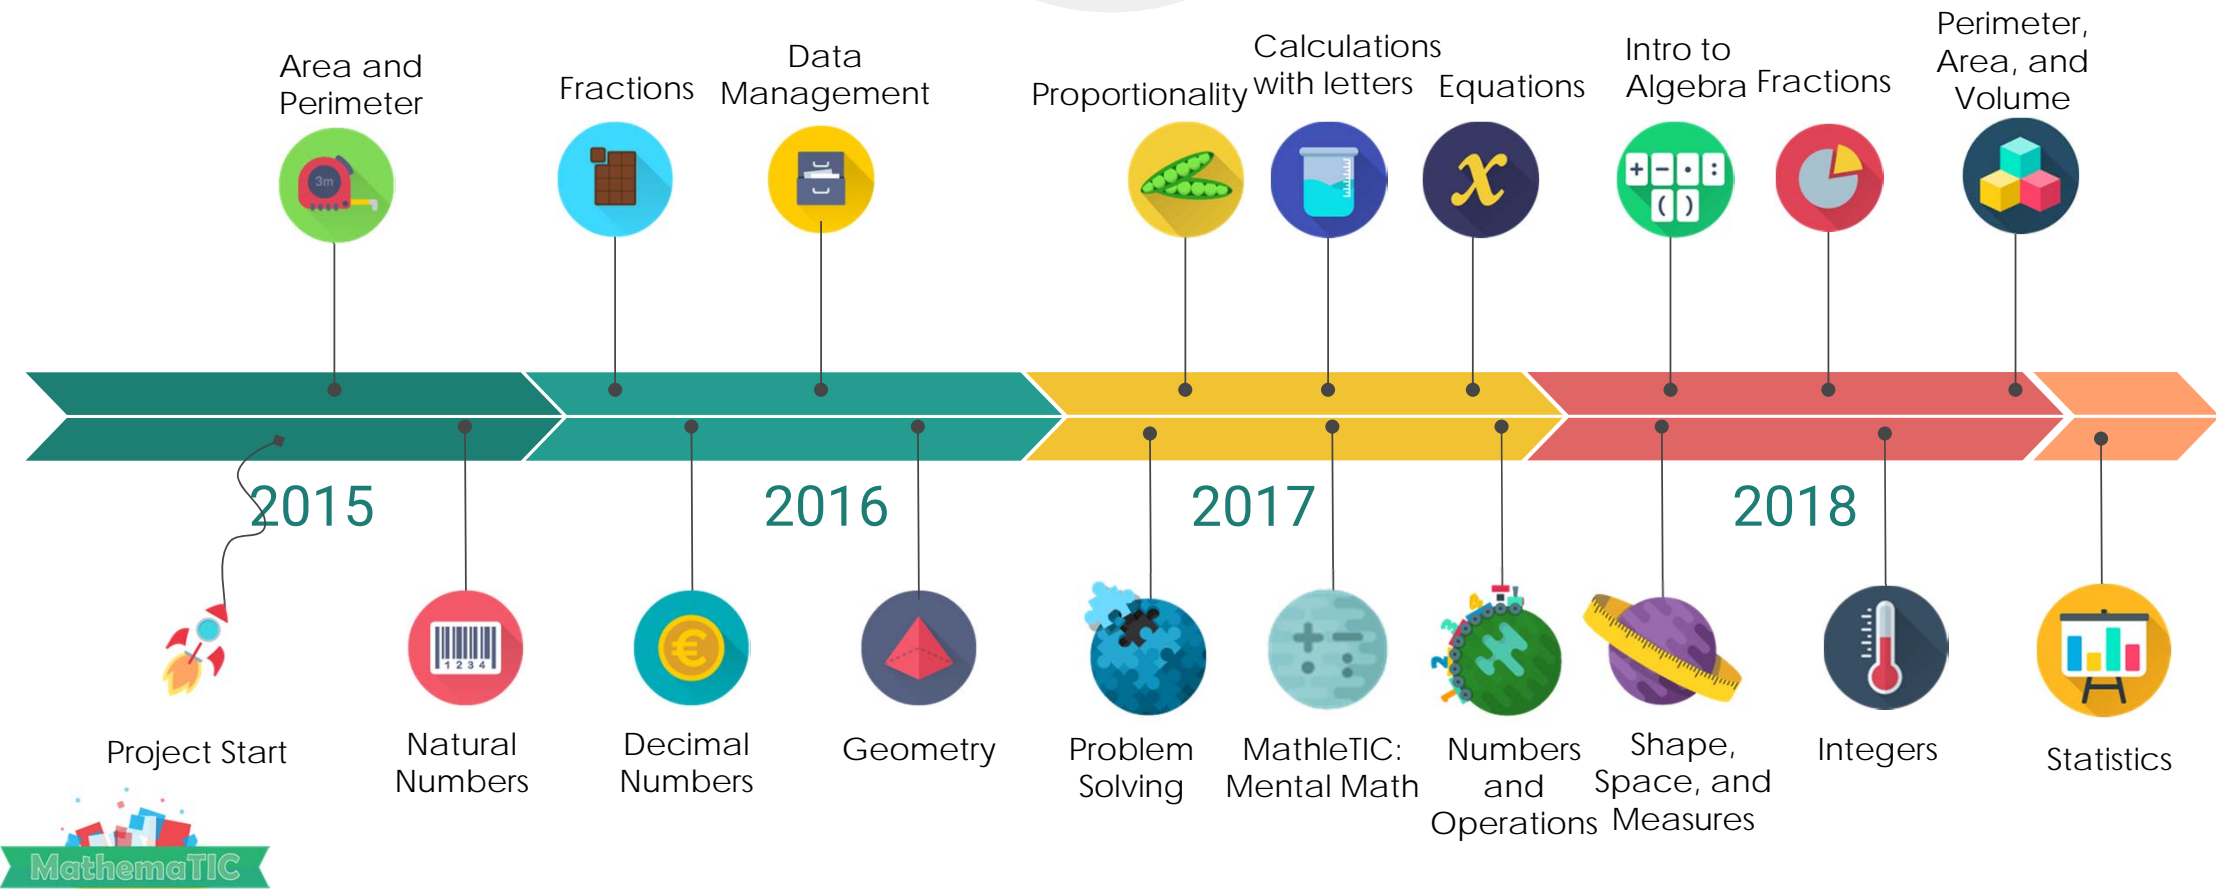 Area and
Perimeter
Fractions
Data
Management
Proportionality
Calculations
with letters
Equations
Intro to
Algebra
Fractions
Perimeter,
Area, and
Volume
3m
x
+ − • :
( )
2015
2016
2017
2018
1234
€
1
2
3
4
Project Start
Natural
Numbers
Decimal
Numbers
Geometry
Problem
Solving
MathleTIC:
Mental Math
Numbers
and
Operations
Shape,
Space, and
Measures
Integers
Statistics
MathemaTIC